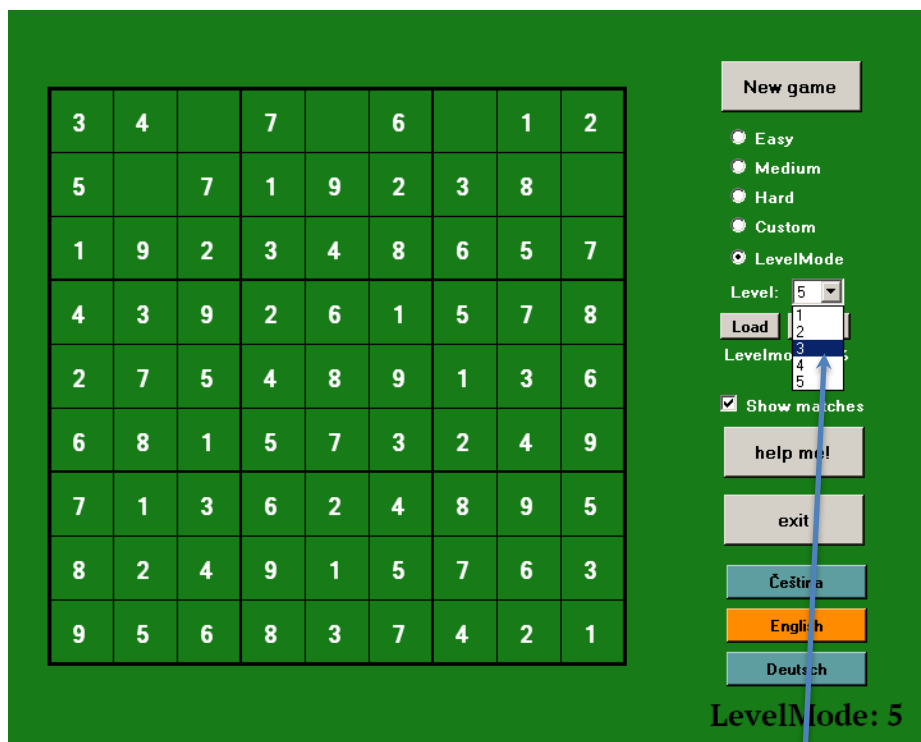 New game
3 4 7 6 1 2
Easy
Medium
5 7 1 9 2 3 8
Hard
Custom
1 9 2 3 4 8 6 5 7
LevelMode
Level: 5
4 3 9 2 6 1 5 7 8
1
Load
2
3
4
5
2 7 5 4 8 9 1 3 6
Show matches
6 8 1 5 7 3 2 4 9
help me!
7 1 3 6 2 4 8 9 5
exit
8 2 4 9 1 5 7 6 3
Čeština
9 5 6 8 3 7 4 2 1
English
Deutsch
LevelMode: 5